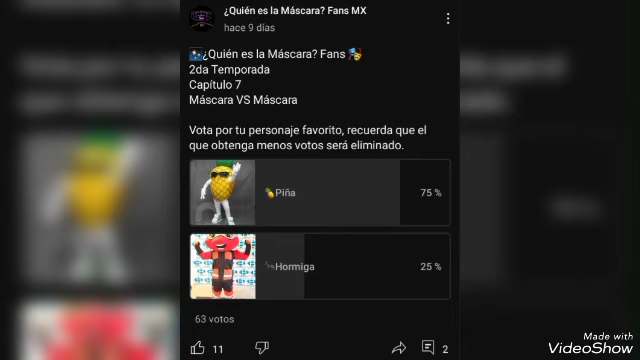 ¿Quién es la Máscara? Fans MX
hace 9 días
¿Quién es la Máscara? Fans
2da Temporada
Capítulo 7
Máscara VS Máscara
Vota por tu personaje favorito, recuerda que el
que obtenga menos votos será eliminado.
🍍Piña 75 %
🐜Hormiga 25 %
63 votos
11
2
Made with
VideoShow